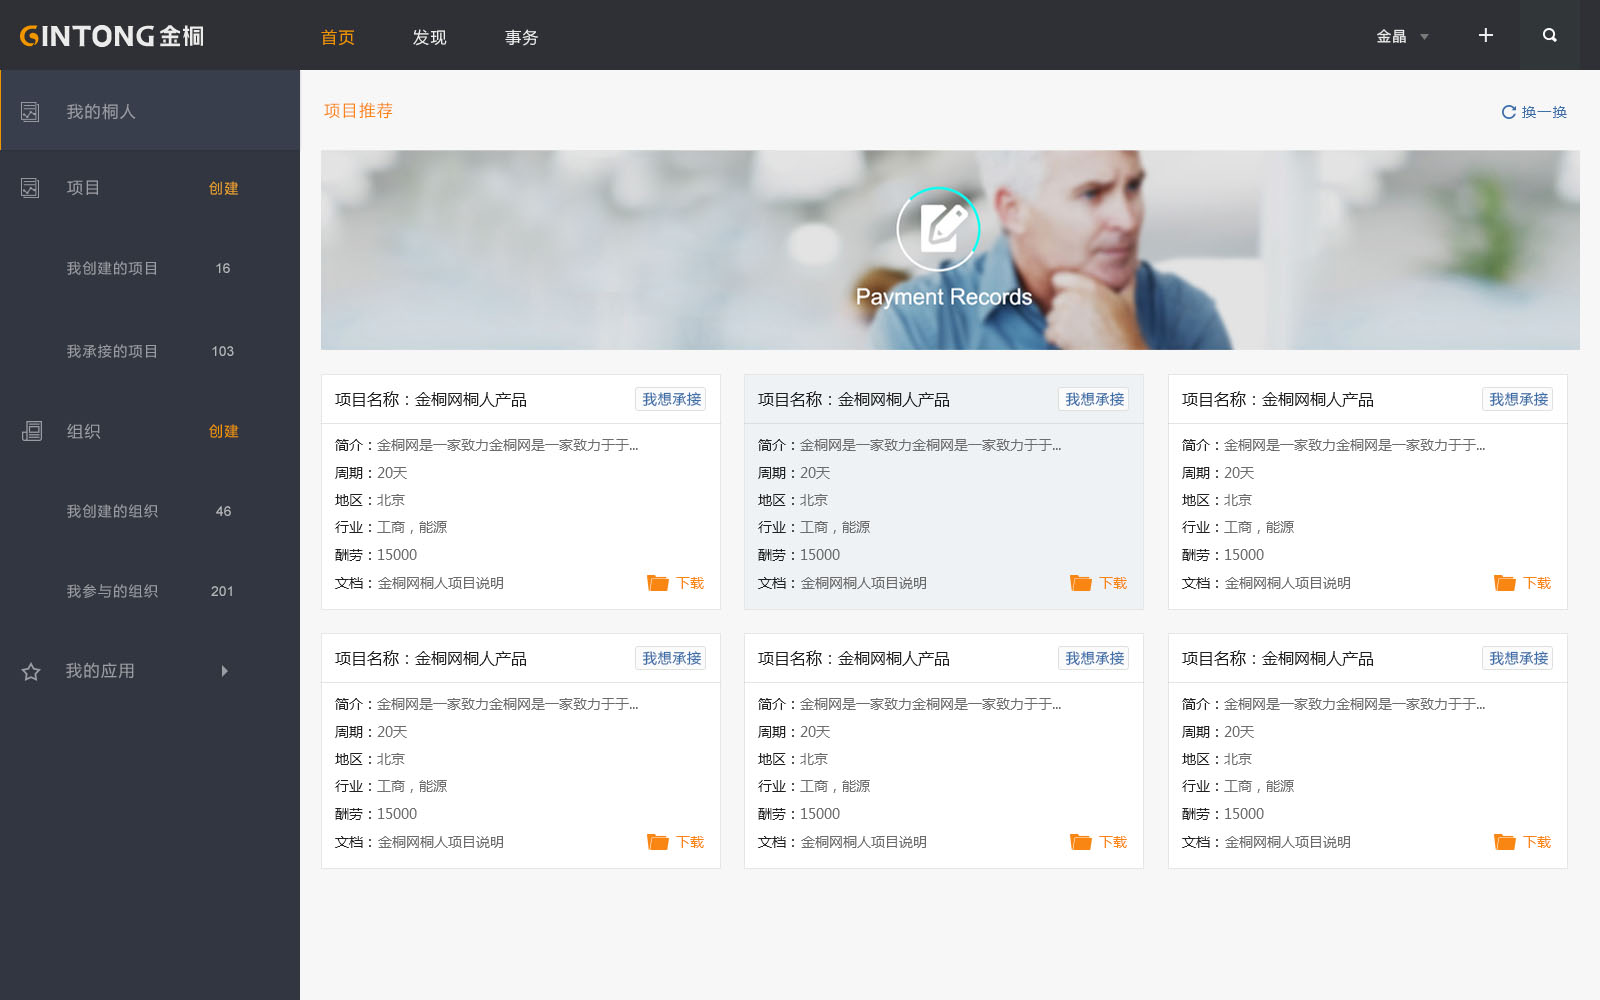 GINTONG金桐
首页 发现 事务
金晶
我的桐人
项目 创建
我创建的项目 16
我承接的项目 103
组织 创建
我创建的组织 46
我参与的组织 201
我的应用
项目推荐 换一换
Payment Records
项目名称：金桐网桐人产品 我想承接
简介：金桐网是一家致力金桐网是一家致力于于...
周期：20天
地区：北京
行业：工商，能源
酬劳：15000
文档：金桐网桐人项目说明 下载
项目名称：金桐网桐人产品 我想承接
简介：金桐网是一家致力金桐网是一家致力于于...
周期：20天
地区：北京
行业：工商，能源
酬劳：15000
文档：金桐网桐人项目说明 下载
项目名称：金桐网桐人产品 我想承接
简介：金桐网是一家致力金桐网是一家致力于于...
周期：20天
地区：北京
行业：工商，能源
酬劳：15000
文档：金桐网桐人项目说明 下载
项目名称：金桐网桐人产品 我想承接
简介：金桐网是一家致力金桐网是一家致力于于...
周期：20天
地区：北京
行业：工商，能源
酬劳：15000
文档：金桐网桐人项目说明 下载
项目名称：金桐网桐人产品 我想承接
简介：金桐网是一家致力金桐网是一家致力于于...
周期：20天
地区：北京
行业：工商，能源
酬劳：15000
文档：金桐网桐人项目说明 下载
项目名称：金桐网桐人产品 我想承接
简介：金桐网是一家致力金桐网是一家致力于于...
周期：20天
地区：北京
行业：工商，能源
酬劳：15000
文档：金桐网桐人项目说明 下载